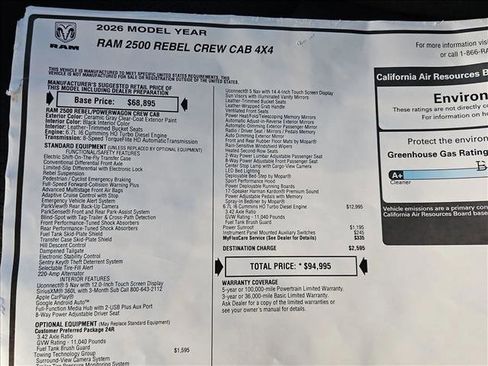 2026 MODEL YEAR
RAM
RAM 2500 REBEL CREW CAB 4X4
THIS VEHICLE IS MANUFACTURED TO MEET SPECIFIC UNITED STATES REQUIREMENTS. THIS
VEHICLE IS NOT MANUFACTURED FOR SALE OR REGISTRATION OUTSIDE OF THE UNITED STATES.
MANUFACTURER'S SUGGESTED RETAIL PRICE OF
THIS MODEL INCLUDING DEALER PREPARATION
Base Price: $68,895
RAM 2500 REBEL/POWERWAGON CREW CAB
Exterior Color: Ceramic Gray Clear-Coat Exterior Paint
Interior Color: Black Interior Color
Interior: Leather-Trimmed Bucket Seats
Engine: 6.7L I6 Cummins HO Turbo Diesel Engine
Transmission: 8-Speed TorqueFlite HD Automatic Transmission
STANDARD EQUIPMENT (UNLESS REPLACED BY OPTIONAL EQUIPMENT)
FUNCTIONAL/SAFETY FEATURES
Electric Shift-On-The-Fly Transfer Case
Conventional Differential Front Axle
Limited-Slip Differential with Electronic Lock
Rebel Suspension
Pedestrian / Cyclist Emergency Braking
Full-Speed Forward-Collision Warning Plus
Advanced Multistage Front Air Bags
Adaptive Cruise Control with Stop
Emergency Vehicle Alert System
ParkView® Rear Back-Up Camera
ParkSense® Front and Rear Park-Assist System
Blind-Spot with Tag-Trailer & Cross-Path Detection
Front Performance-Tuned Shock Absorbers
Rear Performance-Tuned Shock Absorbers
Fuel Tank Skid-Plate Shield
Transfer Case Skid-Plate Shield
Hill Descent Control
Dampened Tailgate
Electronic Stability Control
Sentry Key® Theft Deterrent System
Selectable Tire-Fill Alert
220-Amp Alternator
INTERIOR FEATURES
Uconnect® 5 Nav with 12.0-Inch Touch Screen Display
SiriusXM® 360L with 3-Month Sub Call 800-643-2112
Apple CarPlay®
Google Android Auto™
Full-Function Media Hub with 2-USB Plus Aux Port
8-Way Power Adjustable Driver Seat
OPTIONAL EQUIPMENT (May Replace Standard Equipment)
Customer Preferred Package 24R
3.42 Axle Ratio
GVW Rating - 11,040 Pounds
Fuel Tank Brush Guard
Towing Technology Group $1,595
Surround-View Camera System
Uconnect® 5 Nav with 14.4-Inch Touch Screen Display
Sun Visors with Illuminated Vanity Mirrors
Leather-Trimmed Bucket Seats
Leather-Wrapped Grab Handle
Ventilated Front Seats
Power Heat/Fold/Telescoping Memory Mirrors
Automatic Adjust-in-Reverse Exterior Mirrors
Automatic-Dimming Exterior Passenger Mirror
Radio / Driver Seat / Mirrors / Pedals Memory
Auto-Dimming Exterior Driver Mirror
Front and Rear Rubber Floor Mats by Mopar®
Rain-Sensitive Windshield Wipers
Heated Second-Row Seats
2-Way Power Lumbar Adjustable Passenger Seat
8-Way Power Adjustable Front Passenger Seat
Center Stop Lamp with Cargo-View Camera
LED Bed Lighting
Deployable Bed-Step by Mopar®
Sport Performance Hood
Power Deployable Running Boards
17-Speaker Harman Kardon® Premium Sound
Power Adjustable Pedals with Memory
Spray-In Bedliner by Mopar®
6.7L I6 Cummins HO Turbo Diesel Engine $12,995
3.42 Axle Ratio
GVW Rating - 11,040 Pounds
Fuel Tank Brush Guard
Power Sunroof $1,195
Instrument Panel Mounted Auxiliary Switches $245
MyFlexCare Service (See Dealer for Details) $335
DESTINATION CHARGE $2,595
TOTAL PRICE: * $94,995
WARRANTY COVERAGE
5-year or 100,000-mile Powertrain Limited Warranty.
3-year or 36,000-mile Basic Limited Warranty.
Ask Dealer for a copy of the limited warranties or
see your owner's manual for details.
For more information visit
or call 1-866-RA
California Air Resources B
Environ
These ratings are not directly co
For information on h
Protect the environ
Greenhouse Gas Rating
A+
Cleaner
Vehicle emissions are a primary con
California Air Resources Board base